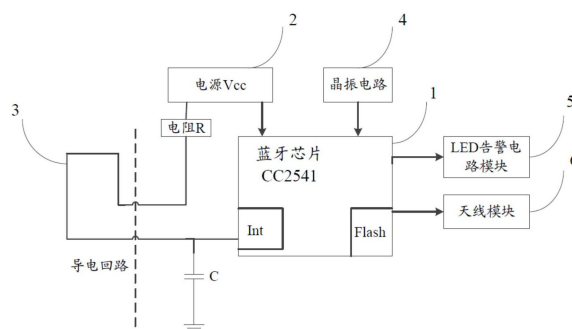 2
4
电源Vcc
晶振电路
1
5
3
电阻R
蓝牙芯片
CC2541
LED告警电
路模块
6
Int
Flash
天线模块
导电回路
C